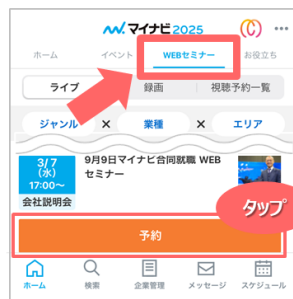 マイナビ2025
ホーム イベント WEBセミナー お役立ち
ライブ 録画 視聴予約一覧
ジャンル × 業種 × エリア
3/7
(水)
17:00〜
会社説明会
9月9日マイナビ合同就職 WEB
セミナー
タップ
予約
ホーム 検索 企業管理 メッセージ スケジュール